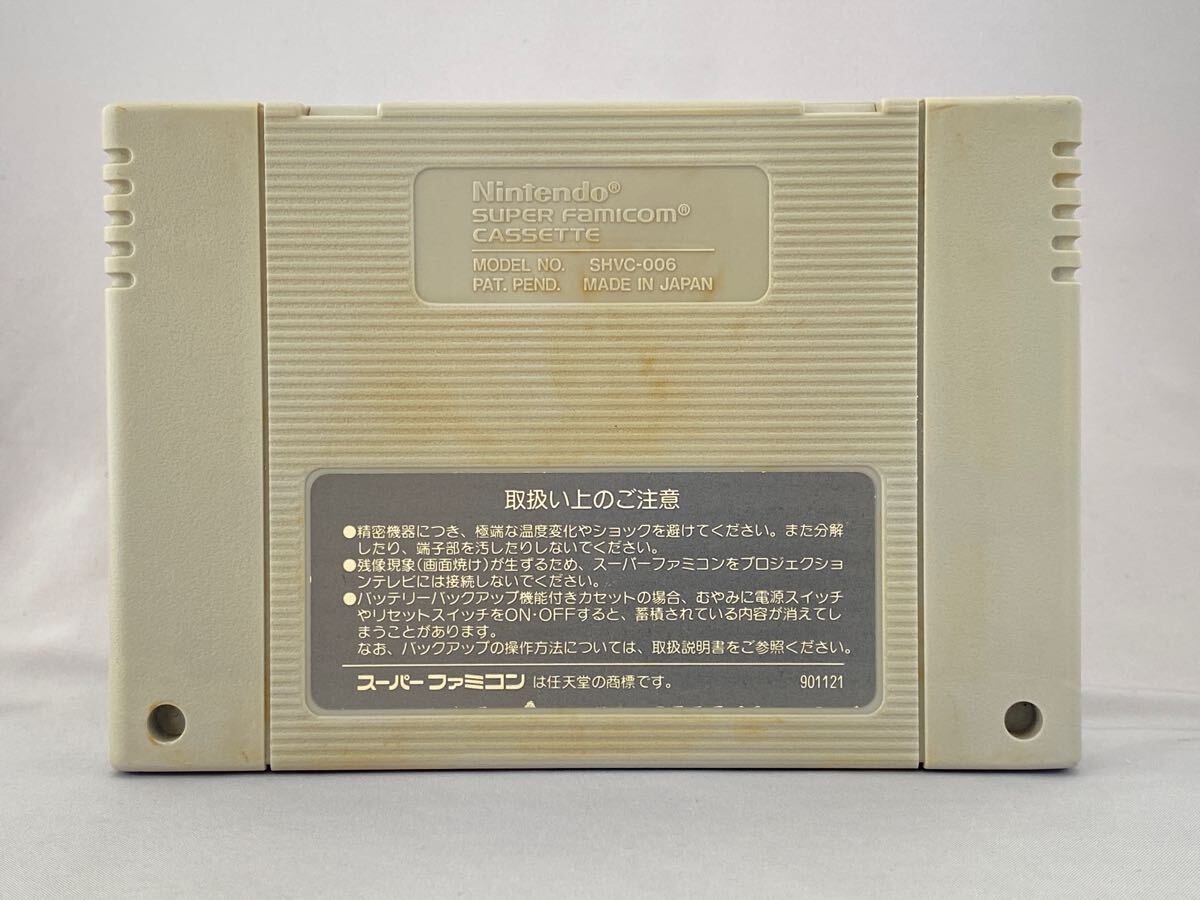 Nintendo®
SUPER FAMICOM®
CASSETTE
MODEL NO. SHVC-006
PAT. PEND. MADE IN JAPAN
取扱い上のご注意
●精密機器につき、極端な温度変化やショックを避けてください。また分解
したり、端子部を汚したりしないでください。
●残像現象(画面焼け)が生ずるため、スーパーファミコンをプロジェクショ
ンテレビには接続しないでください。
●バッテリーバックアップ機能付きカセットの場合、むやみに電源スイッチ
やリセットスイッチをON・OFFすると、蓄積されている内容が消えてし
まうことがあります。
なお、バックアップの操作方法については、取扱説明書をご参照ください。
スーパーファミコン は任天堂の商標です。 901121